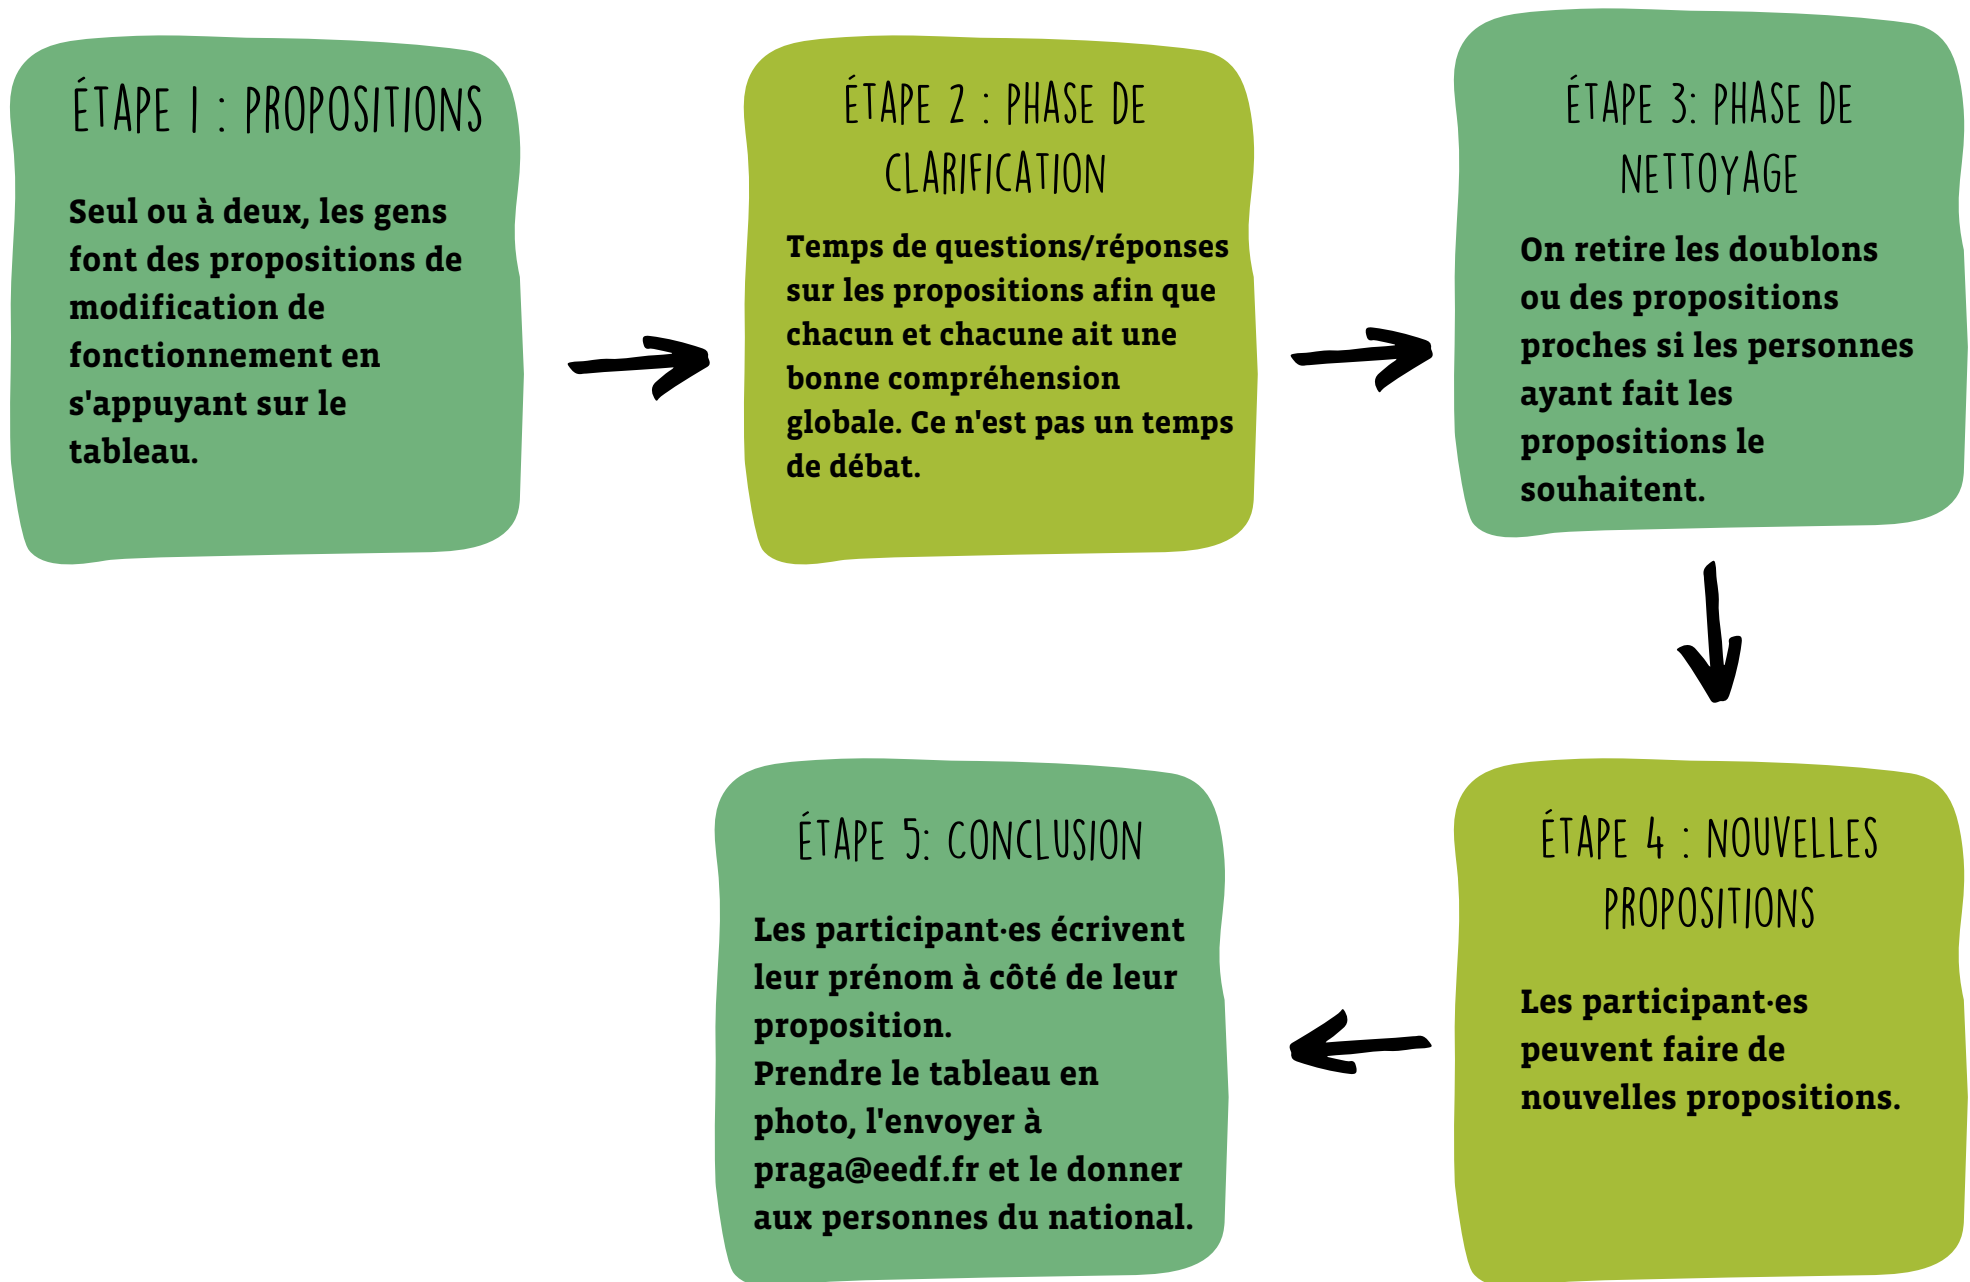 ÉTAPE 1 : PROPOSITIONS
Seul ou à deux, les gens
font des propositions de
modification de
fonctionnement en
s'appuyant sur le
tableau.
ÉTAPE 2 : PHASE DE
CLARIFICATION
Temps de questions/réponses
sur les propositions afin que
chacun et chacune ait une
bonne compréhension
globale. Ce n'est pas un temps
de débat.
ÉTAPE 3: PHASE DE
NETTOYAGE
On retire les doublons
ou des propositions
proches si les personnes
ayant fait les
propositions le
souhaitent.
ÉTAPE 4 : NOUVELLES
PROPOSITIONS
Les participant·es
peuvent faire de
nouvelles propositions.
ÉTAPE 5: CONCLUSION
Les participant·es écrivent
leur prénom à côté de leur
proposition.
Prendre le tableau en
photo, l'envoyer à
praga@eedf.fr et le donner
aux personnes du national.